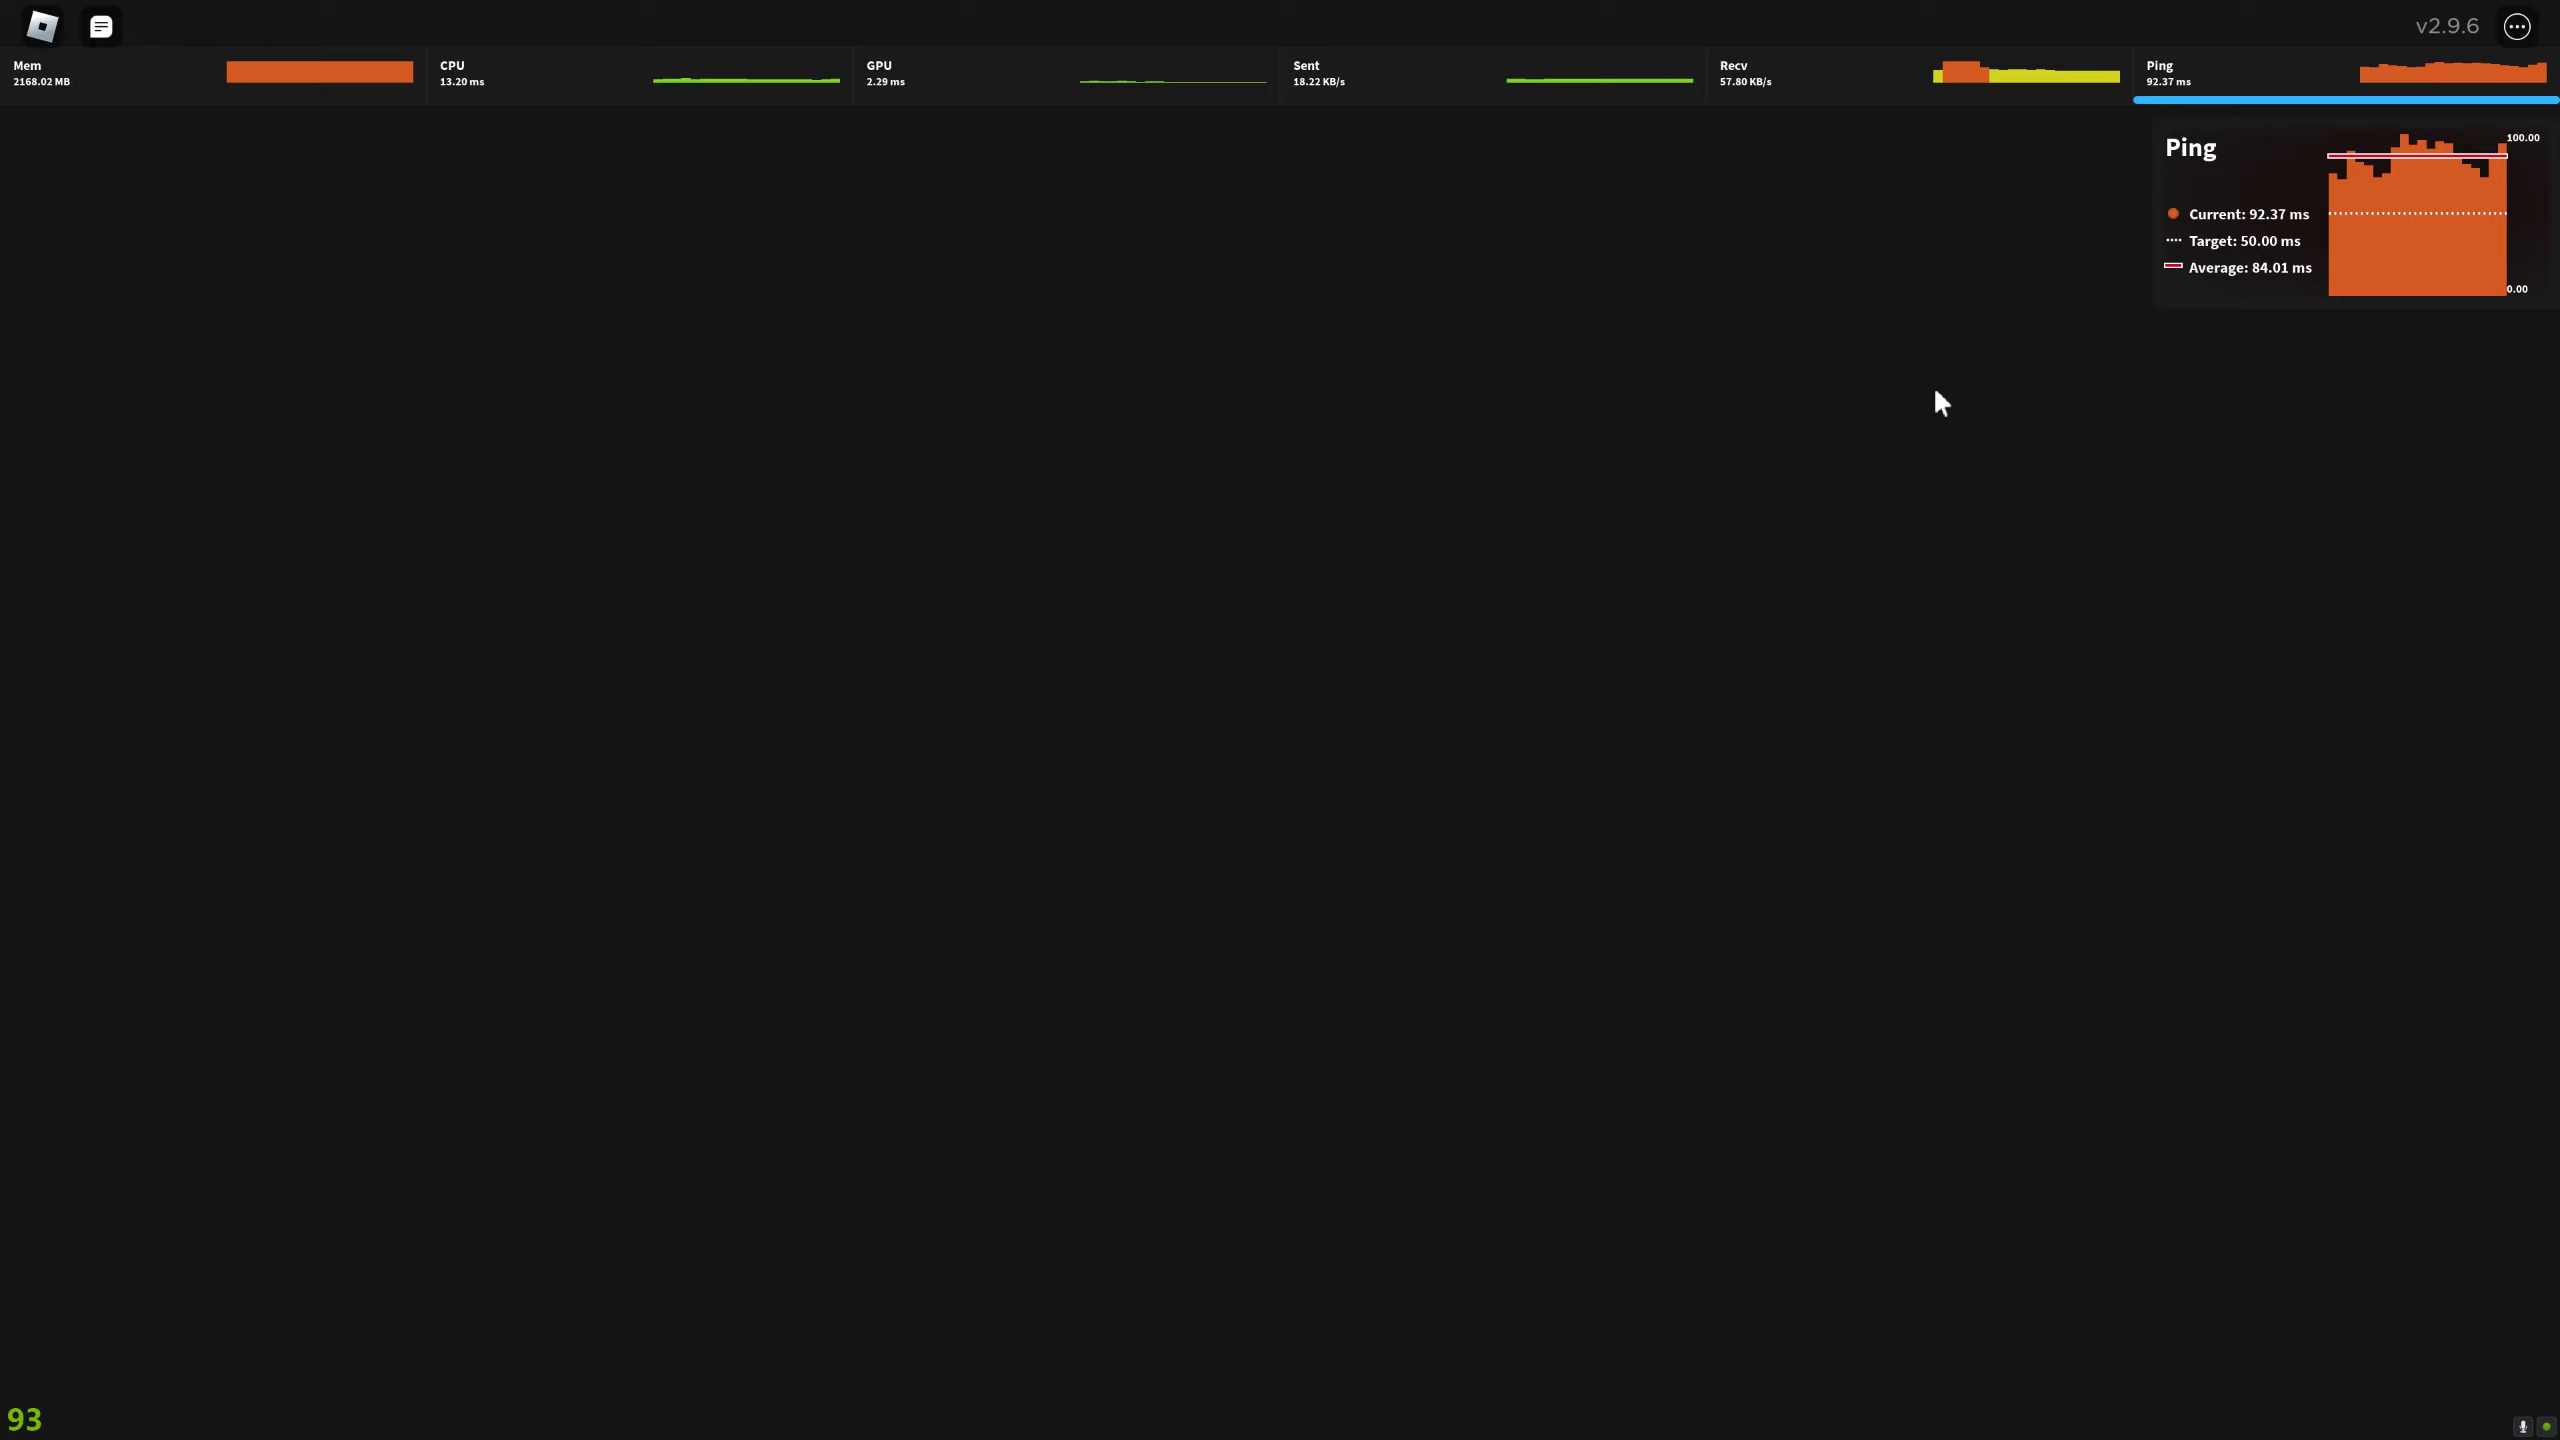 v2.9.6
Mem
2168.02 MB
CPU
13.20 ms
GPU
2.29 ms
Sent
18.22 KB/s
Recv
57.80 KB/s
Ping
92.37 ms
Ping
100.00
Current: 92.37 ms
Target: 50.00 ms
Average: 84.01 ms
0.00
93